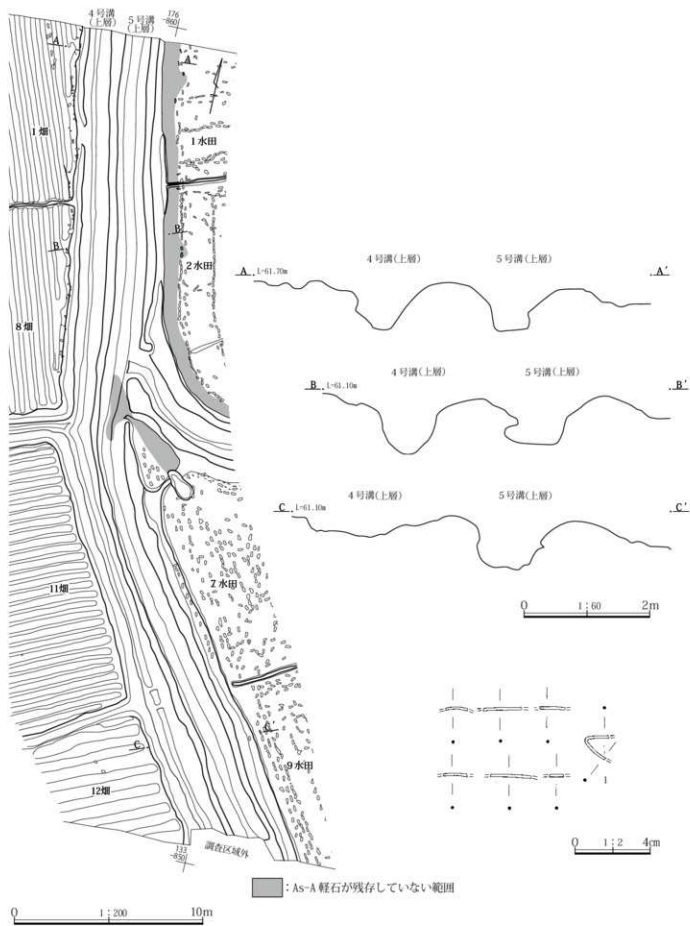 4号溝
(上層)
5号溝
(上層)
176
-860
A
A'
1畑
1水田
B
B'
2水田
8畑
11畑
7水田
C'
C
9水田
12畑
133
-850
調査区域外
0 1:200 10m
:As-A 軽石が残存していない範囲
4号溝(上層) 5号溝(上層)
A L=61.70m A'
4号溝(上層) 5号溝(上層)
B L=61.10m B'
4号溝(上層) 5号溝(上層)
C L=61.10m C'
0 1:60 2m
1
0 1:2 4cm